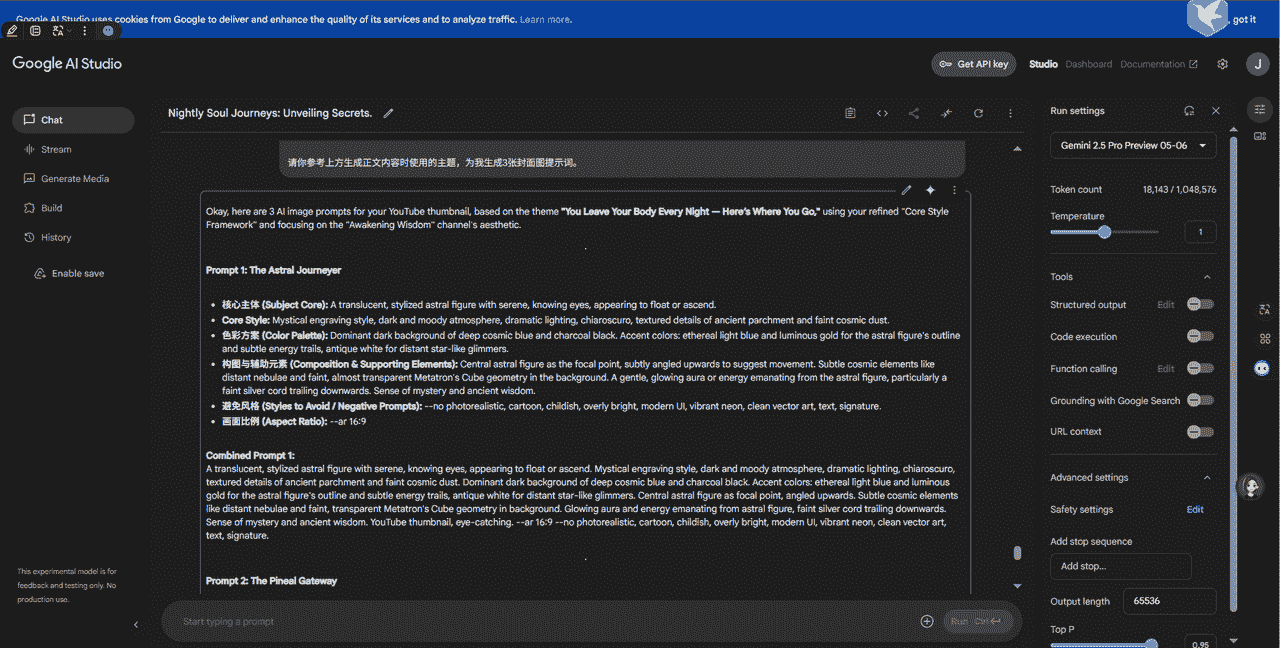 Google AI Studio uses cookies from Google to deliver and enhance the quality of its services and to analyze traffic. Learn more.
got it
Google AI Studio
Get API key
Studio
Dashboard
Documentation
J
Chat
Stream
Generate Media
Build
History
Enable save
This experimental model is for
feedback and testing only. No
production use.
Nightly Soul Journeys: Unveiling Secrets.
请你参考上方生成正文内容时使用的主题，为我生成3张封面图提示词。
Okay, here are 3 AI image prompts for your YouTube thumbnail, based on the theme "You Leave Your Body Every Night — Here's Where You Go," using your refined "Core Style
Framework" and focusing on the "Awakening Wisdom" channel's aesthetic.
Prompt 1: The Astral Journeyer
核心主体 (Subject Core): A translucent, stylized astral figure with serene, knowing eyes, appearing to float or ascend.
Core Style: Mystical engraving style, dark and moody atmosphere, dramatic lighting, chiaroscuro, textured details of ancient parchment and faint cosmic dust.
色彩方案 (Color Palette): Dominant dark background of deep cosmic blue and charcoal black. Accent colors: ethereal light blue and luminous gold for the astral figure's outline
and subtle energy trails, antique white for distant star-like glimmers.
构图与辅助元素 (Composition & Supporting Elements): Central astral figure as the focal point, subtly angled upwards to suggest movement. Subtle cosmic elements like
distant nebulae and faint, almost transparent Metatron's Cube geometry in the background. A gentle, glowing aura or energy emanating from the astral figure, particularly a
faint silver cord trailing downwards. Sense of mystery and ancient wisdom.
避免风格 (Styles to Avoid / Negative Prompts): --no photorealistic, cartoon, childish, overly bright, modern UI, vibrant neon, clean vector art, text, signature.
画面比例 (Aspect Ratio): --ar 16:9
Combined Prompt 1:
A translucent, stylized astral figure with serene, knowing eyes, appearing to float or ascend. Mystical engraving style, dark and moody atmosphere, dramatic lighting, chiaroscuro,
textured details of ancient parchment and faint cosmic dust. Dominant dark background of deep cosmic blue and charcoal black. Accent colors: ethereal light blue and luminous
gold for the astral figure's outline and subtle energy trails, antique white for distant star-like glimmers. Central astral figure as focal point, angled upwards. Subtle cosmic elements
like distant nebulae and faint, transparent Metatron's Cube geometry in background. Glowing aura and energy emanating from astral figure, faint silver cord trailing downwards.
Sense of mystery and ancient wisdom. YouTube thumbnail, eye-catching. --ar 16:9 --no photorealistic, cartoon, childish, overly bright, modern UI, vibrant neon, clean vector art,
text, signature.
Prompt 2: The Pineal Gateway
Start typing a prompt
Run Ctrl
Run settings
Gemini 2.5 Pro Preview 05-06
Token count 18,143 / 1,048,576
Temperature
1
Tools
Structured output Edit
Code execution
Function calling Edit
Grounding with Google Search
URL context
Advanced settings
Safety settings Edit
Add stop sequence
Add stop...
Output length 65536
Top P
0.95